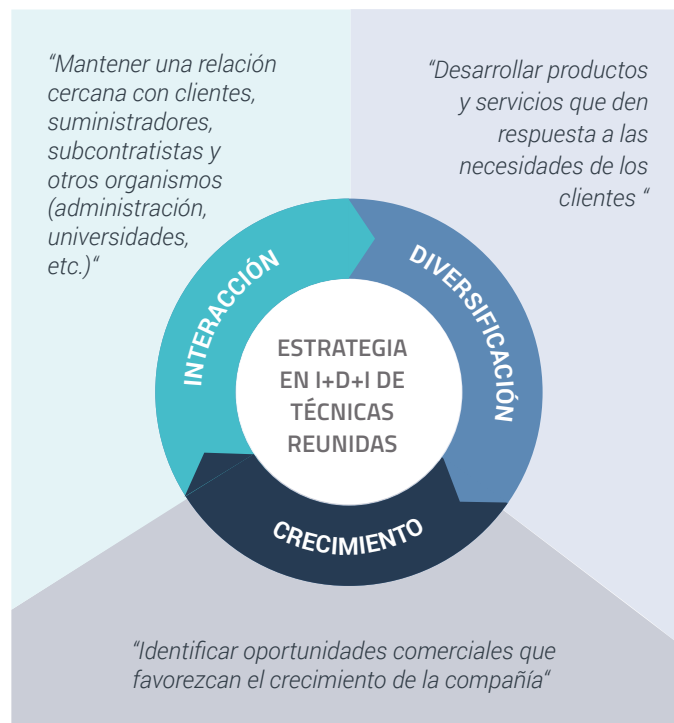 “Mantener una relación
cercana con clientes,
suministradores,
subcontratistas y
otros organismos
(administración,
universidades,
etc.)“
“Desarrollar productos
y servicios que den
respuesta a las
necesidades de los
clientes “
INTERACCIÓN
DIVERSIFICACIÓN
ESTRATEGIA
EN I+D+I DE
TÉCNICAS
REUNIDAS
CRECIMIENTO
“Identificar oportunidades comerciales que
favorezcan el crecimiento de la compañía“